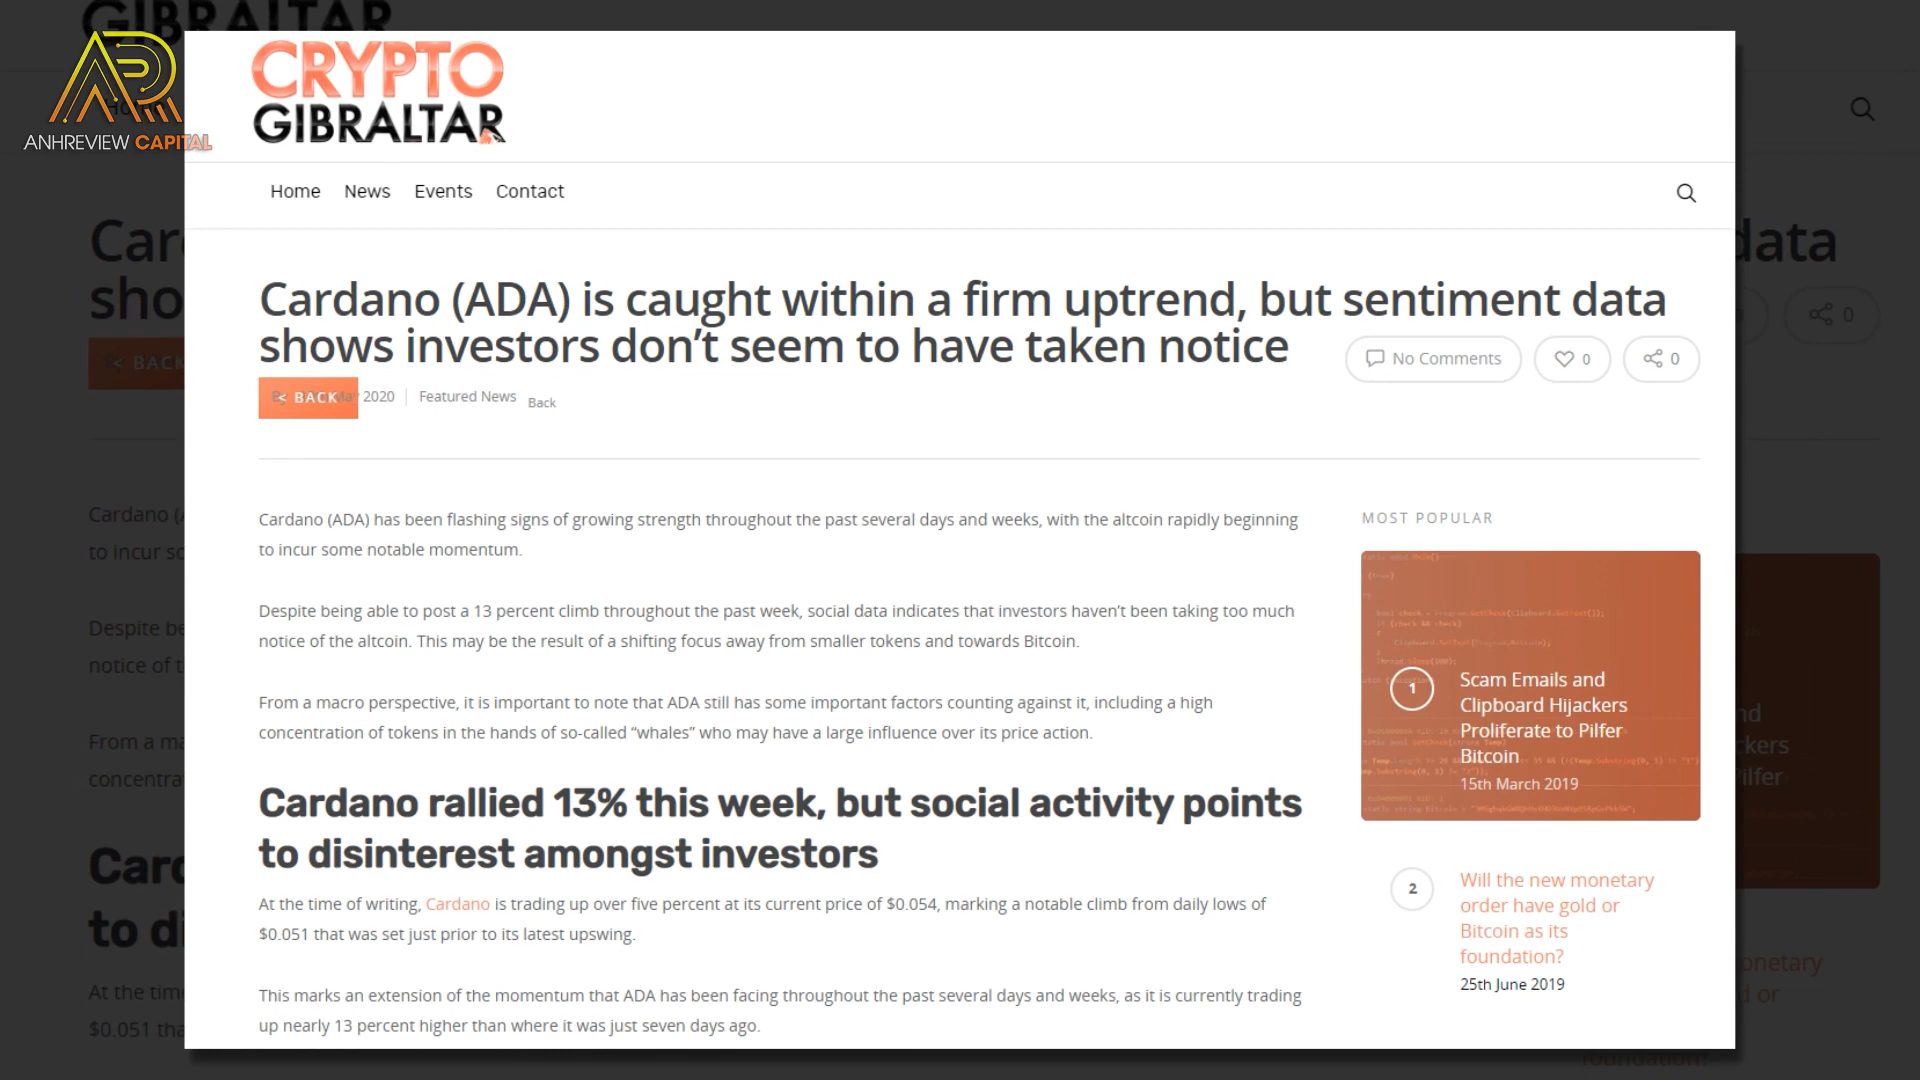 ANHREVIEW CAPITAL
CRYPTO
GIBRALTAR
Home News Events Contact
Cardano (ADA) is caught within a firm uptrend, but sentiment data
shows investors don’t seem to have taken notice
No Comments 0 0
< BACK 2020 Featured News Back
Cardano (ADA) has been flashing signs of growing strength throughout the past several days and weeks, with the altcoin rapidly beginning
to incur some notable momentum.
Despite being able to post a 13 percent climb throughout the past week, social data indicates that investors haven’t been taking too much
notice of the altcoin. This may be the result of a shifting focus away from smaller tokens and towards Bitcoin.
From a macro perspective, it is important to note that ADA still has some important factors counting against it, including a high
concentration of tokens in the hands of so-called “whales” who may have a large influence over its price action.
Cardano rallied 13% this week, but social activity points
to disinterest amongst investors
At the time of writing, Cardano is trading up over five percent at its current price of $0.054, marking a notable climb from daily lows of
$0.051 that was set just prior to its latest upswing.
This marks an extension of the momentum that ADA has been facing throughout the past several days and weeks, as it is currently trading
up nearly 13 percent higher than where it was just seven days ago.
MOST POPULAR
1
Scam Emails and
Clipboard Hijackers
Proliferate to Pilfer
Bitcoin
15th March 2019
2
Will the new monetary
order have gold or
Bitcoin as its
foundation?
25th June 2019